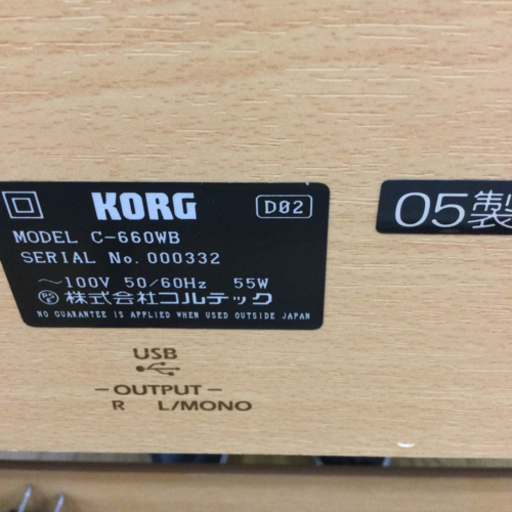 KORG
D02
MODEL C-660WB
SERIAL No. 000332
～100V 50/60Hz 55W
PSE 株式会社コルテック
NO GUARANTEE IS APPLIED WHEN USED OUTSIDE JAPAN
05製
USB
-OUTPUT-
R L/MONO